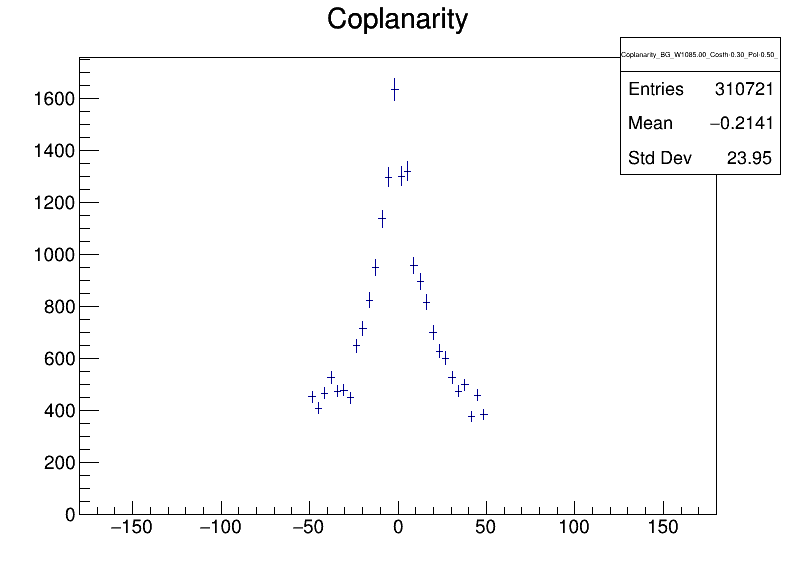 Coplanarity
Coplanarity_BG_W1085.00_Costh-0.30_Pol-0.50_
Entries 310721
Mean −0.2141
Std Dev 23.95
1600
1400
1200
1000
800
600
400
200
0
−150 −100 −50 0 50 100 150